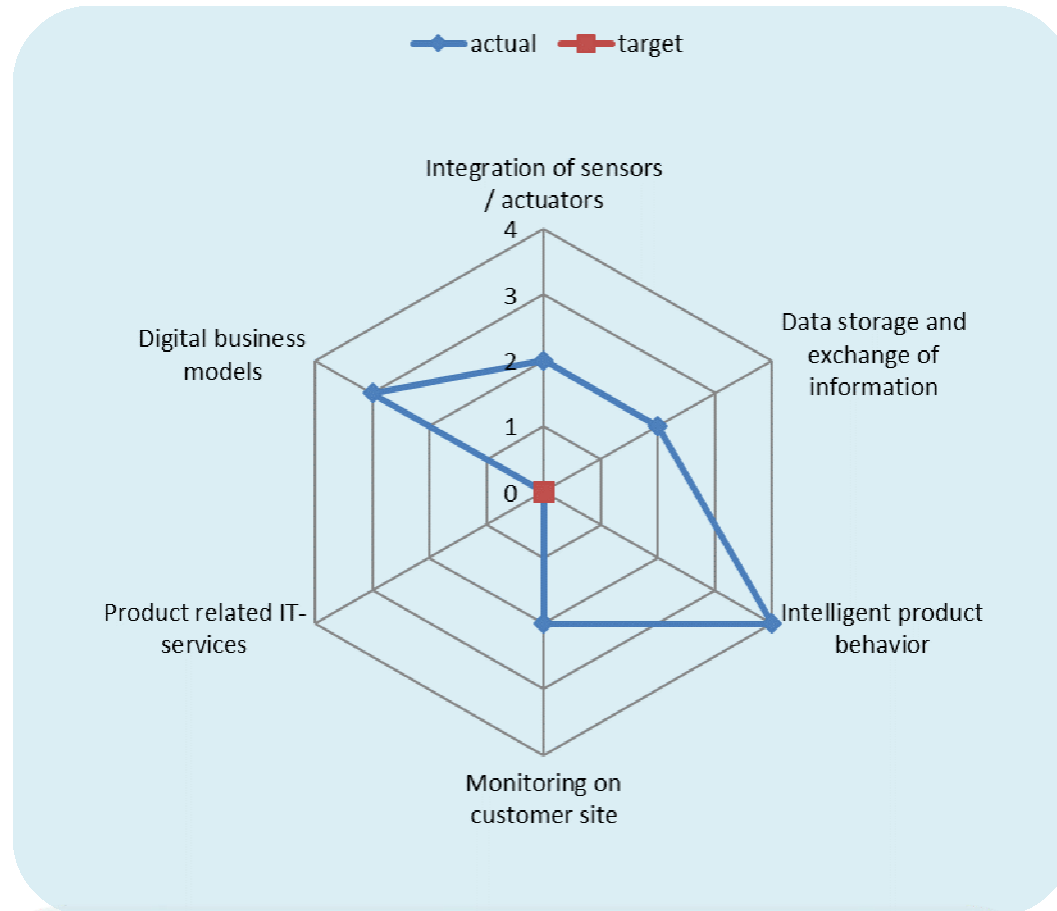 actual target
Integration of sensors
/ actuators
4
3
2
1
0
Data storage and
exchange of
information
Intelligent product
behavior
Monitoring on
customer site
Product related IT-
services
Digital business
models